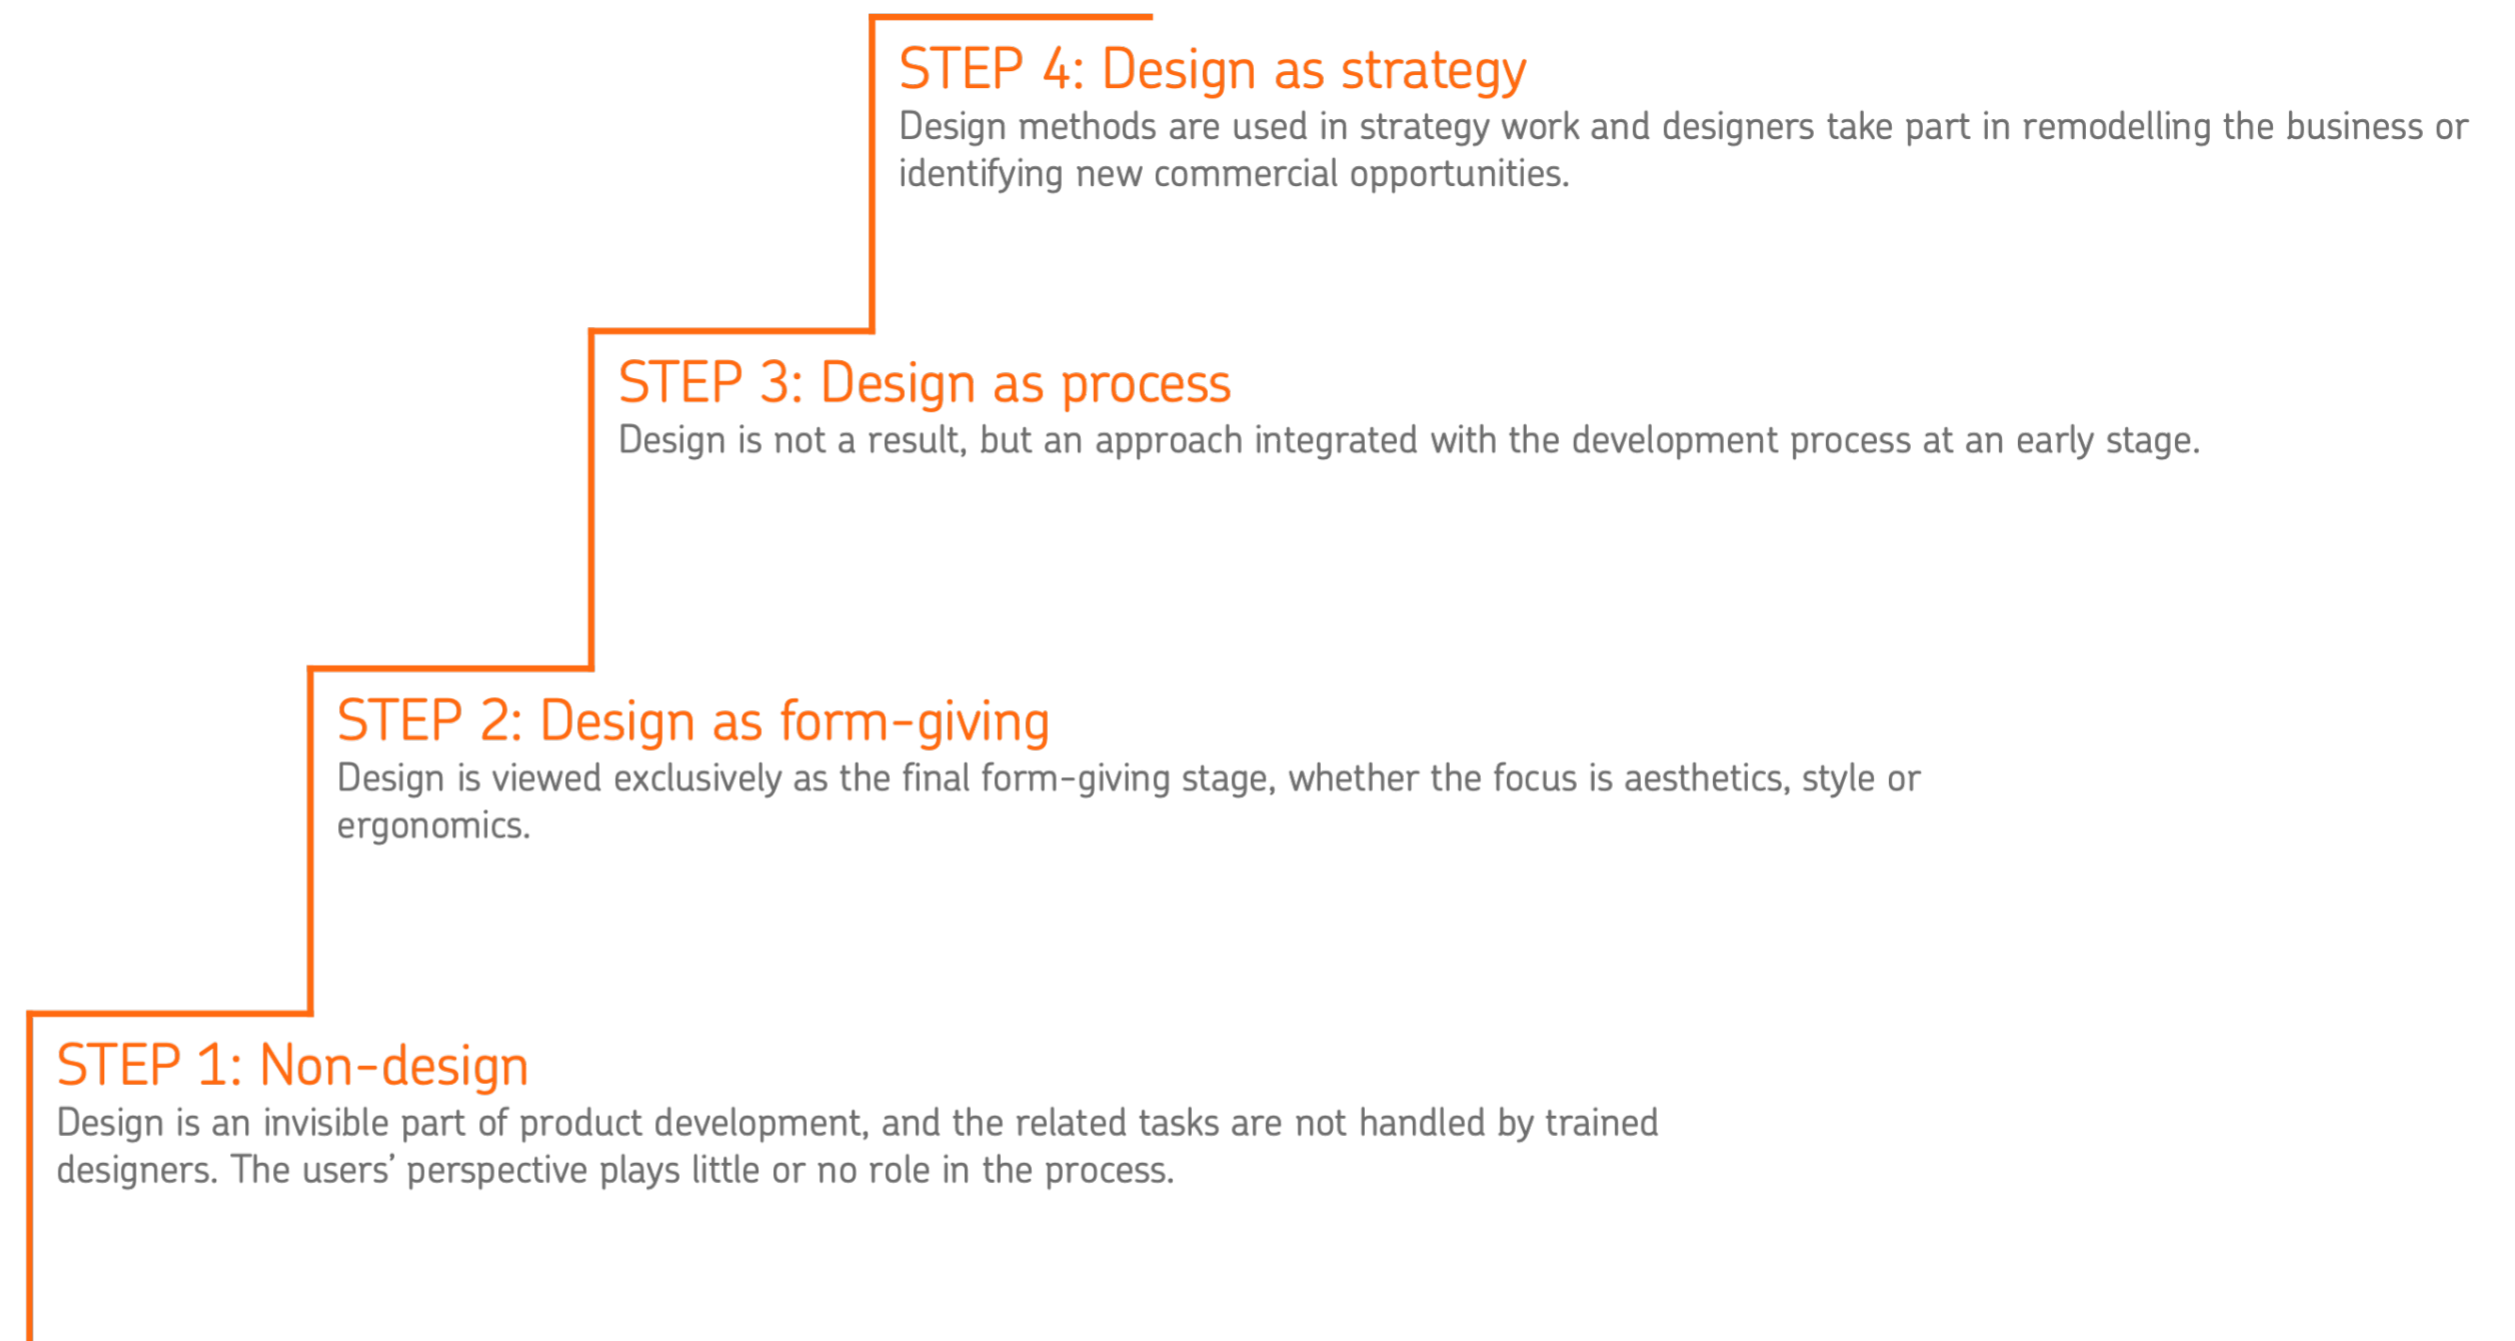 STEP 4: Design as strategy
Design methods are used in strategy work and designers take part in remodelling the business or
identifying new commercial opportunities.
STEP 3: Design as process
Design is not a result, but an approach integrated with the development process at an early stage.
STEP 2: Design as form-giving
Design is viewed exclusively as the final form-giving stage, whether the focus is aesthetics, style or
ergonomics.
STEP 1: Non-design
Design is an invisible part of product development, and the related tasks are not handled by trained
designers. The users’ perspective plays little or no role in the process.